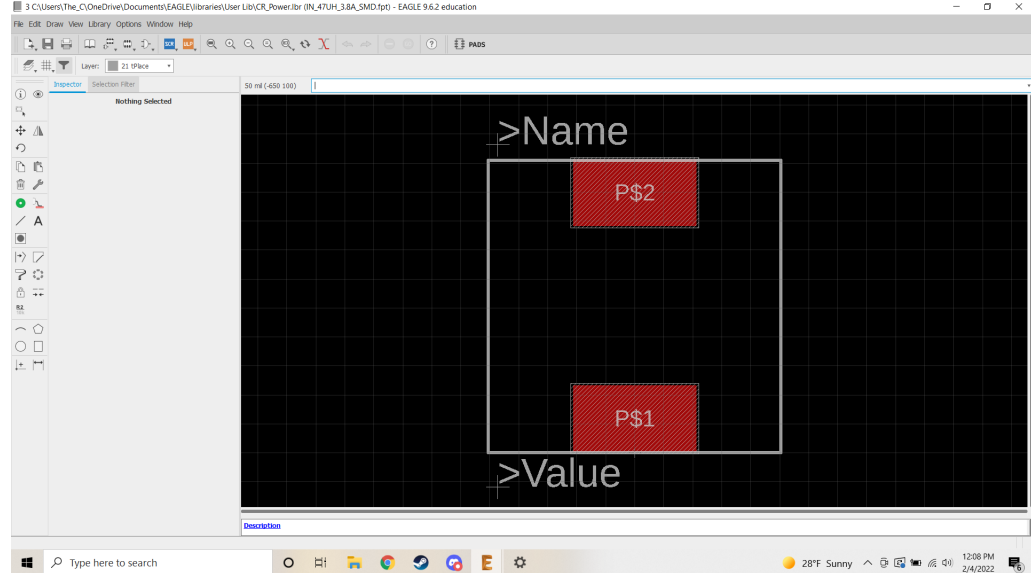 3 C:\Users\The_C\OneDrive\Documents\EAGLE\libraries\User Lib\CR_Power.lbr (IN_47UH_3.8A_SMD.fpt) - EAGLE 9.6.2 education
File Edit Draw View Library Options Window Help
SCR ULP ? PADS
Layer: 21 tPlace
Inspector Selection Filter
50 mil (-650 100)
Nothing Selected
>Name
P$2
P$1
>Value
Description
Type here to search
28°F Sunny
12:08 PM
2/4/2022
6